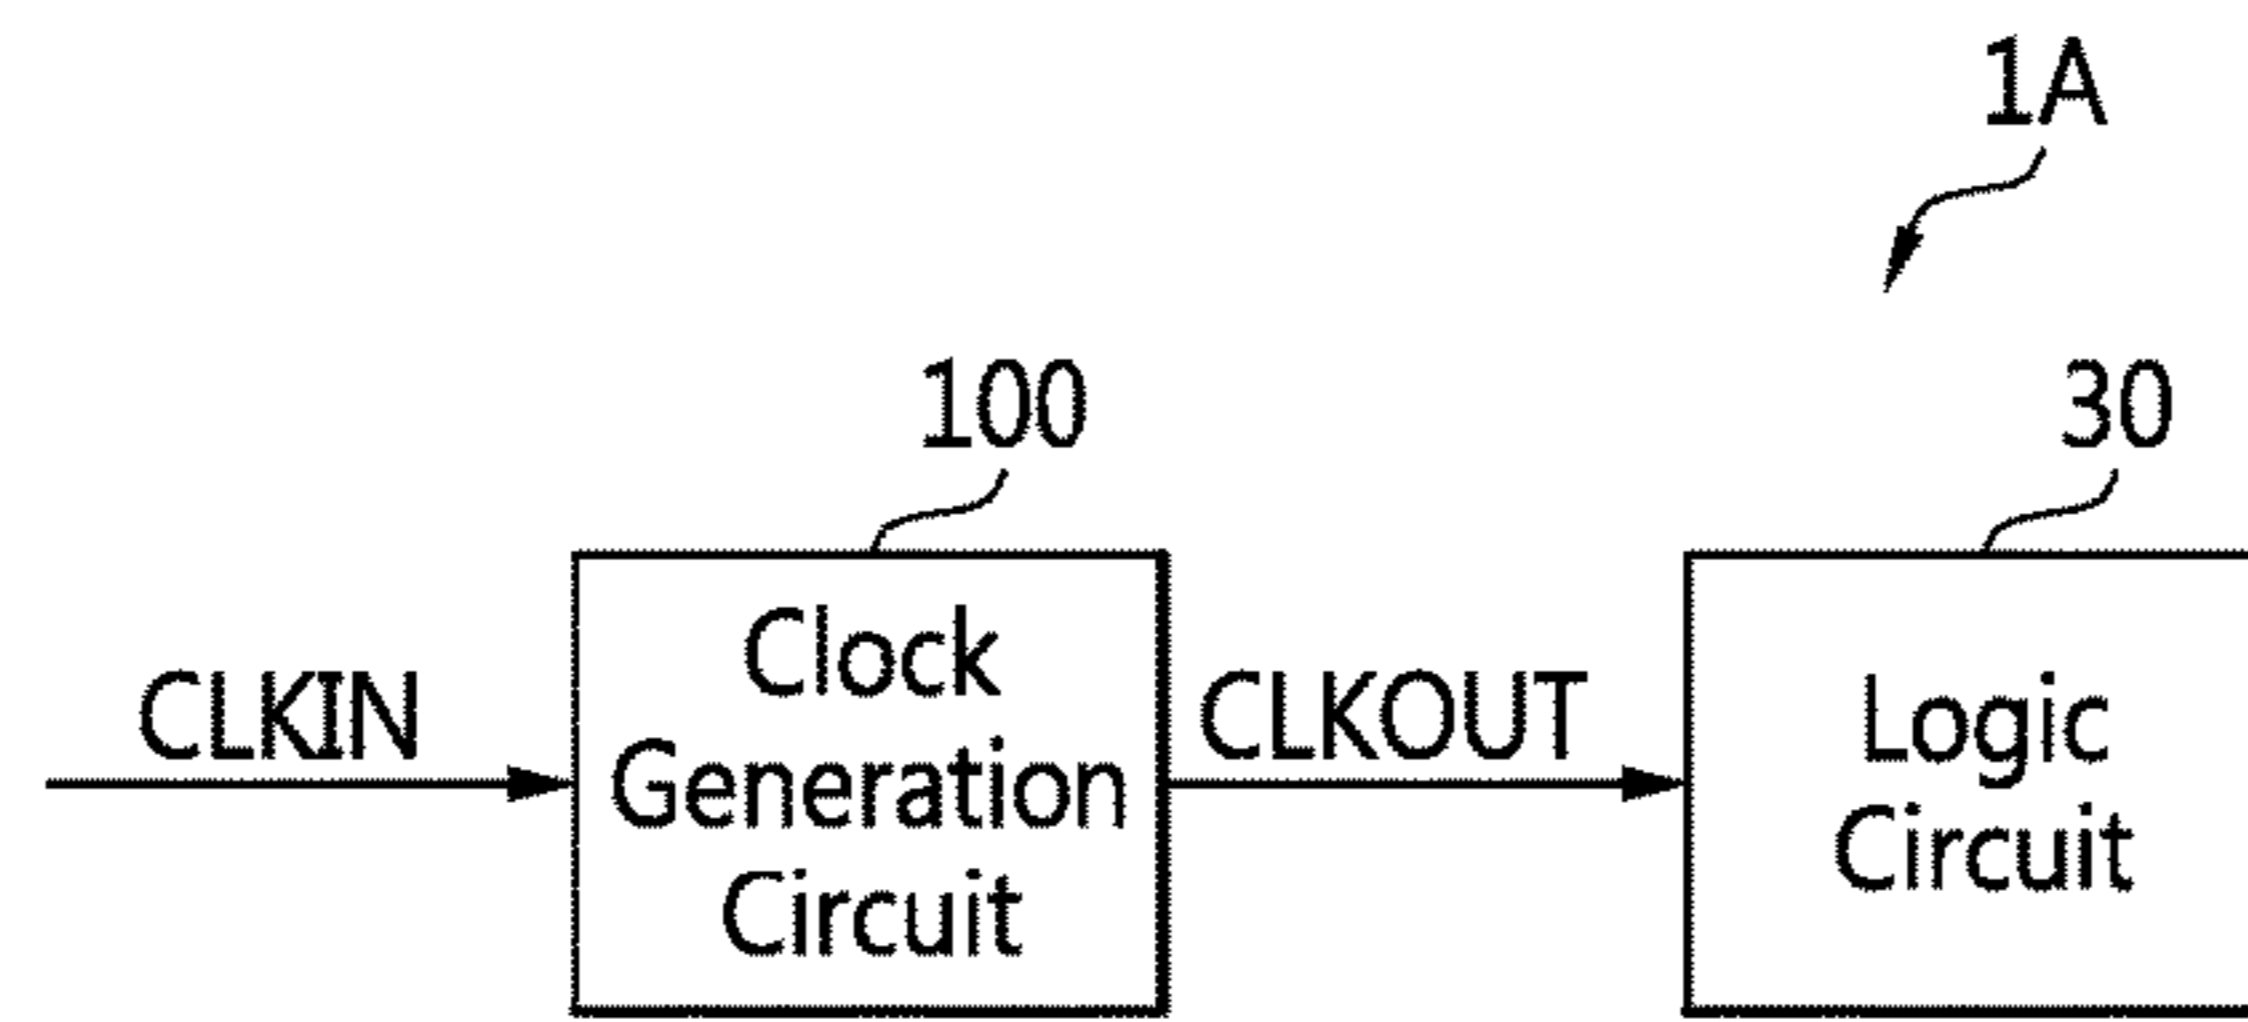 1A
100
30
CLKIN
Clock
Generation
Circuit
CLKOUT
Logic
Circuit